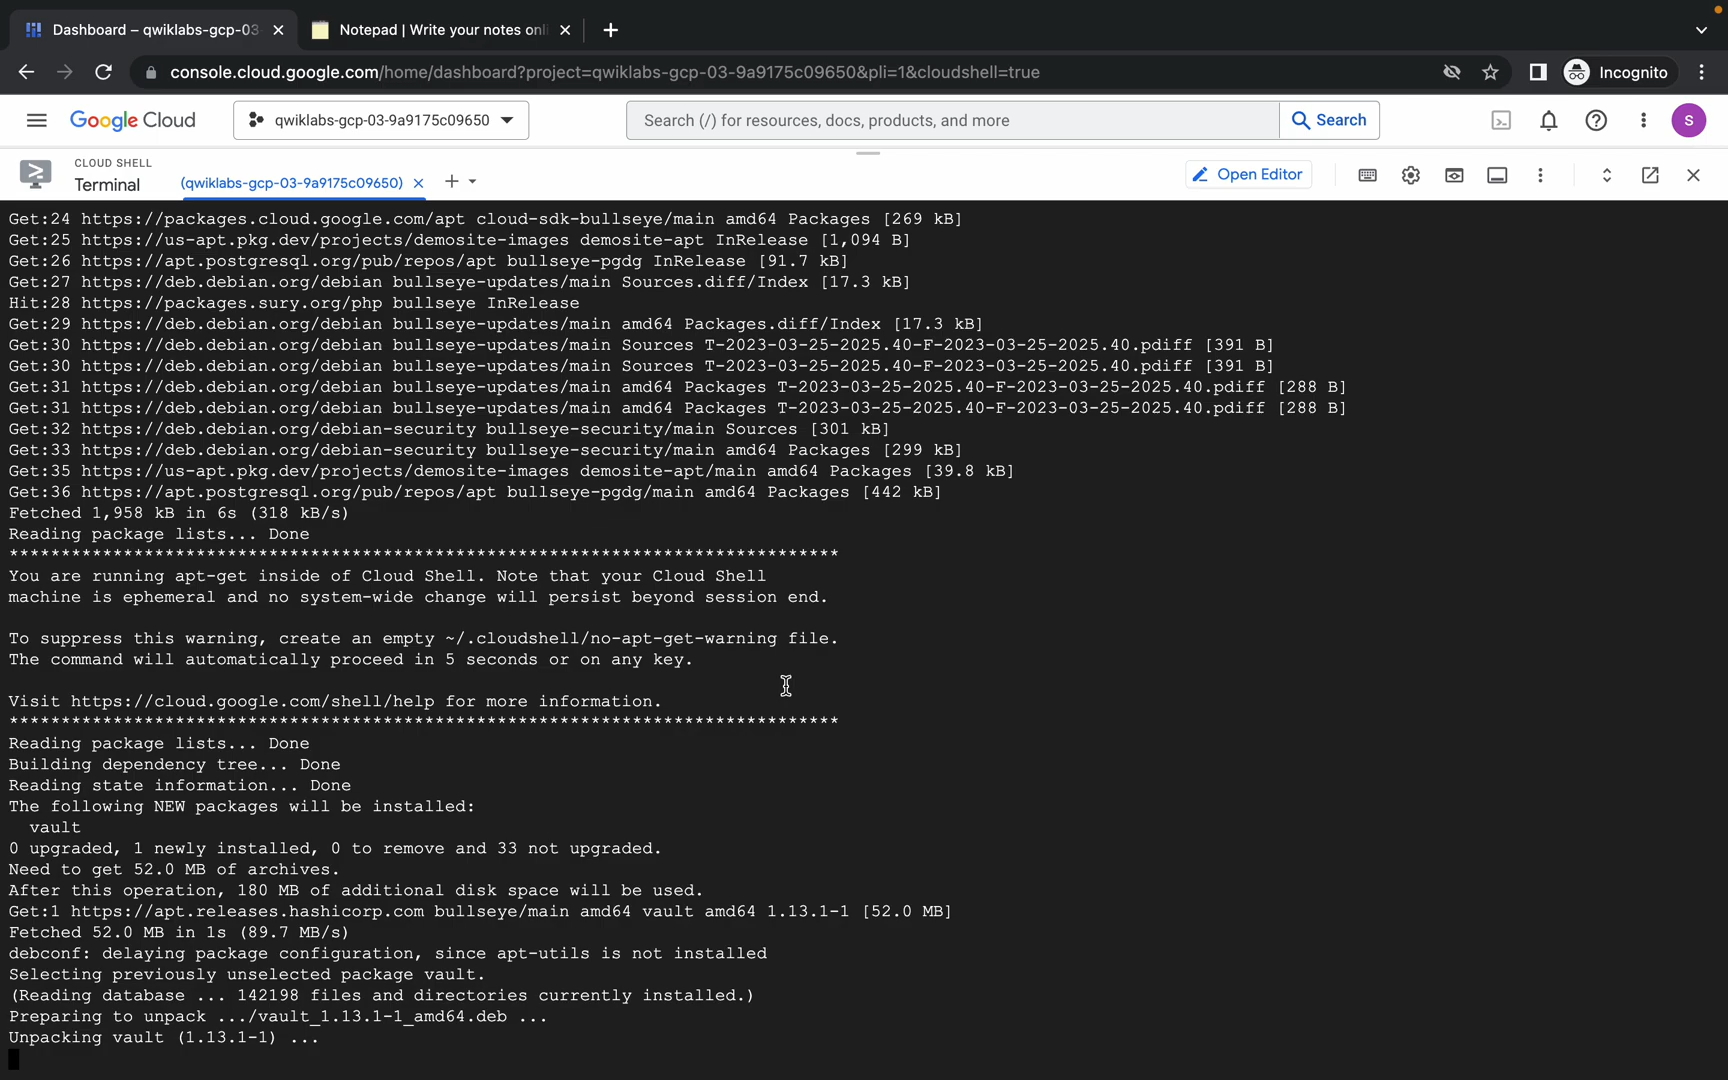 Dashboard – qwiklabs-gcp-03
Notepad | Write your notes onli
console.cloud.google.com/home/dashboard?project=qwiklabs-gcp-03-9a9175c09650&pli=1&cloudshell=true
Incognito
Google Cloud
qwiklabs-gcp-03-9a9175c09650
Search (/) for resources, docs, products, and more
Search
S
CLOUD SHELL
Terminal
(qwiklabs-gcp-03-9a9175c09650)
Open Editor
Get:24 https://packages.cloud.google.com/apt cloud-sdk-bullseye/main amd64 Packages [269 kB]
Get:25 https://us-apt.pkg.dev/projects/demosite-images demosite-apt InRelease [1,094 B]
Get:26 https://apt.postgresql.org/pub/repos/apt bullseye-pgdg InRelease [91.7 kB]
Get:27 https://deb.debian.org/debian bullseye-updates/main Sources.diff/Index [17.3 kB]
Hit:28 https://packages.sury.org/php bullseye InRelease
Get:29 https://deb.debian.org/debian bullseye-updates/main amd64 Packages.diff/Index [17.3 kB]
Get:30 https://deb.debian.org/debian bullseye-updates/main Sources T-2023-03-25-2025.40-F-2023-03-25-2025.40.pdiff [391 B]
Get:30 https://deb.debian.org/debian bullseye-updates/main Sources T-2023-03-25-2025.40-F-2023-03-25-2025.40.pdiff [391 B]
Get:31 https://deb.debian.org/debian bullseye-updates/main amd64 Packages T-2023-03-25-2025.40-F-2023-03-25-2025.40.pdiff [288 B]
Get:31 https://deb.debian.org/debian bullseye-updates/main amd64 Packages T-2023-03-25-2025.40-F-2023-03-25-2025.40.pdiff [288 B]
Get:32 https://deb.debian.org/debian-security bullseye-security/main Sources [301 kB]
Get:33 https://deb.debian.org/debian-security bullseye-security/main amd64 Packages [299 kB]
Get:35 https://us-apt.pkg.dev/projects/demosite-images demosite-apt/main amd64 Packages [39.8 kB]
Get:36 https://apt.postgresql.org/pub/repos/apt bullseye-pgdg/main amd64 Packages [442 kB]
Fetched 1,958 kB in 6s (318 kB/s)
Reading package lists... Done
********************************************************************************
You are running apt-get inside of Cloud Shell. Note that your Cloud Shell
machine is ephemeral and no system-wide change will persist beyond session end.
To suppress this warning, create an empty ~/.cloudshell/no-apt-get-warning file.
The command will automatically proceed in 5 seconds or on any key.
Visit https://cloud.google.com/shell/help for more information.
********************************************************************************
Reading package lists... Done
Building dependency tree... Done
Reading state information... Done
The following NEW packages will be installed:
vault
0 upgraded, 1 newly installed, 0 to remove and 33 not upgraded.
Need to get 52.0 MB of archives.
After this operation, 180 MB of additional disk space will be used.
Get:1 https://apt.releases.hashicorp.com bullseye/main amd64 vault amd64 1.13.1-1 [52.0 MB]
Fetched 52.0 MB in 1s (89.7 MB/s)
debconf: delaying package configuration, since apt-utils is not installed
Selecting previously unselected package vault.
(Reading database ... 142198 files and directories currently installed.)
Preparing to unpack .../vault_1.13.1-1_amd64.deb ...
Unpacking vault (1.13.1-1) ...